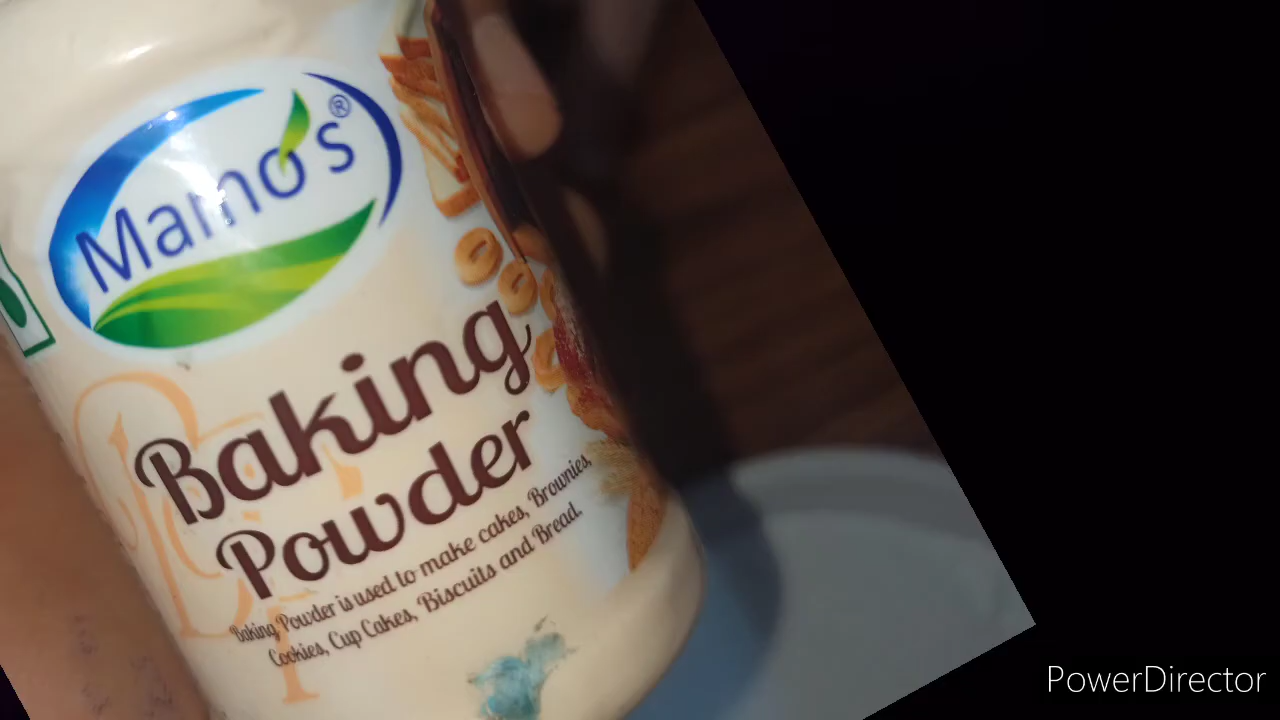 Mamo's®
Baking
Powder
Baking Powder is used to make cakes, Brownies,
Cookies, Cup Cakes, Biscuits and Bread.
PowerDirector